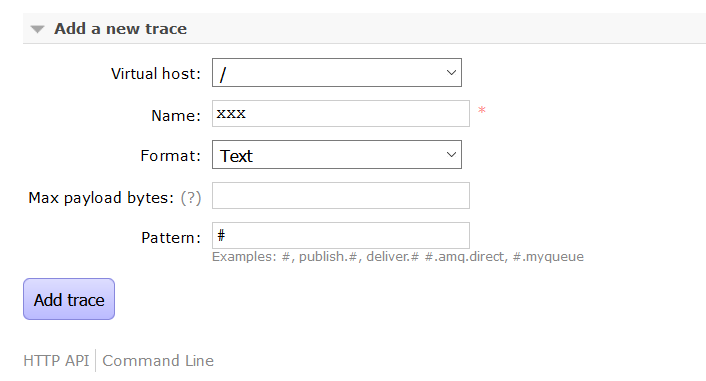 Add a new trace
Virtual host: /
Name: xxx *
Format: Text
Max payload bytes: (?)
Pattern: #
Examples: #, publish.#, deliver.# #.amq.direct, #.myqueue
Add trace
HTTP API Command Line